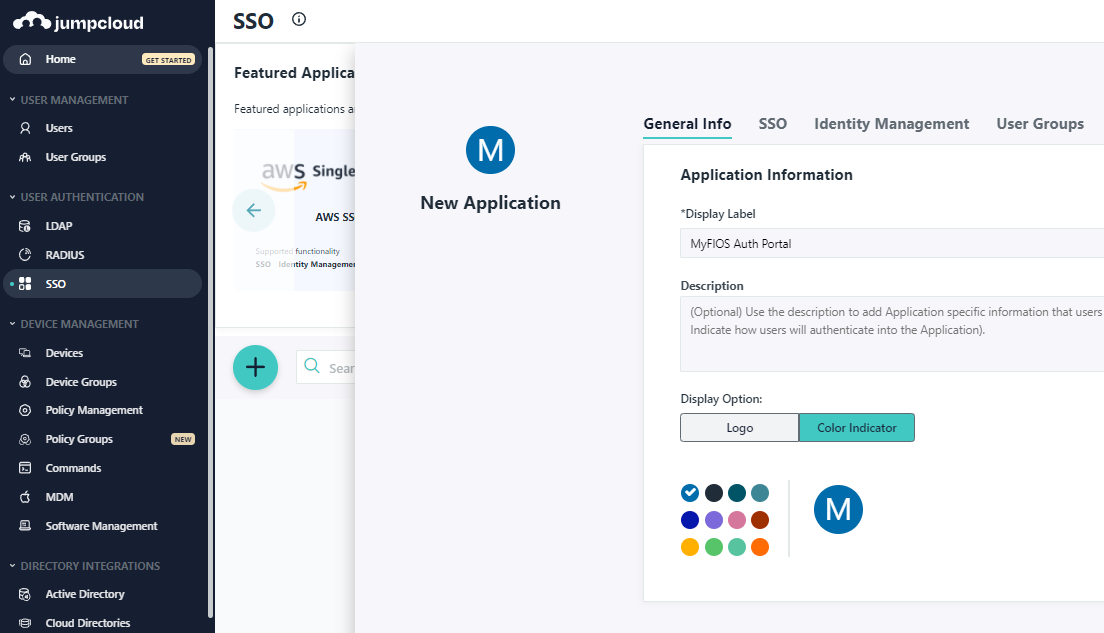 jumpcloud
Home GET STARTED
USER MANAGEMENT
Users
User Groups
USER AUTHENTICATION
LDAP
RADIUS
SSO
DEVICE MANAGEMENT
Devices
Device Groups
Policy Management
Policy Groups NEW
Commands
MDM
Software Management
DIRECTORY INTEGRATIONS
Active Directory
Cloud Directories
SSO
Featured Applica
Featured applications a
aws Single
AWS SS
Supported functionality
SSO Identity Managemen
Sear
M
New Application
General Info SSO Identity Management User Groups
Application Information
*Display Label
MyFIOS Auth Portal
Description
(Optional) Use the description to add Application specific information that users
Indicate how users will authenticate into the Application).
Display Option:
Logo Color Indicator
M